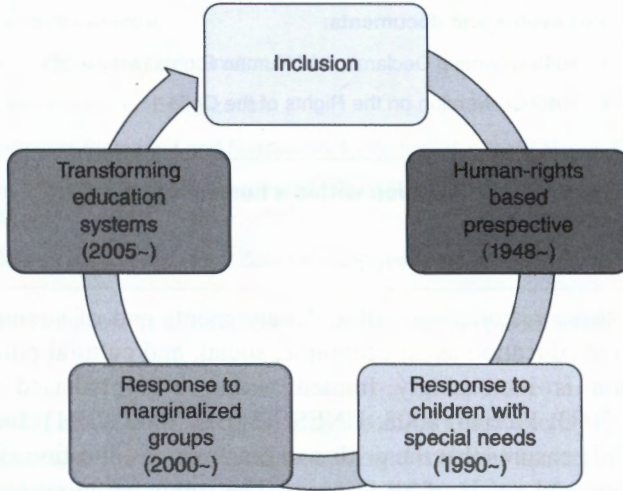 Inclusion
Human-rights
based
prespective
(1948~)
Response to
children with
special needs
(1990~)
Response to
marginalized
groups
(2000~)
Transforming
education
systems
(2005~)